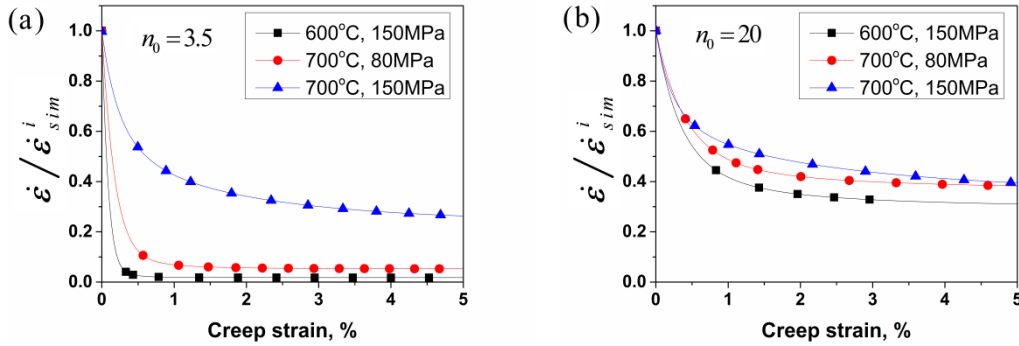 (a)
n₀ = 3.5
600°C, 150MPa
700°C, 80MPa
700°C, 150MPa
1.0
0.8
0.6
0.4
0.2
0.0
ε̇ / ε̇ⁱ_sim
0 1 2 3 4 5
Creep strain, %
(b)
n₀ = 20
600°C, 150MPa
700°C, 80MPa
700°C, 150MPa
1.0
0.8
0.6
0.4
0.2
0.0
ε̇ / ε̇ⁱ_sim
0 1 2 3 4 5
Creep strain, %